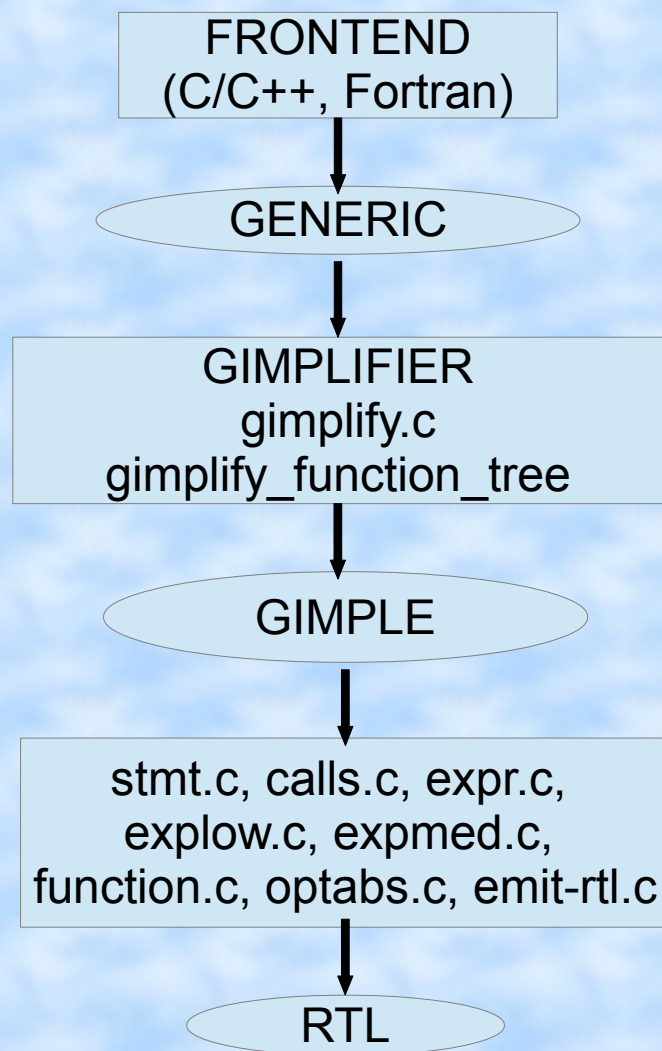 FRONTEND
(C/C++, Fortran)
GENERIC
GIMPLIFIER
gimplify.c
gimplify_function_tree
GIMPLE
stmt.c, calls.c, expr.c,
explow.c, expmed.c,
function.c, optabs.c, emit-rtl.c
RTL